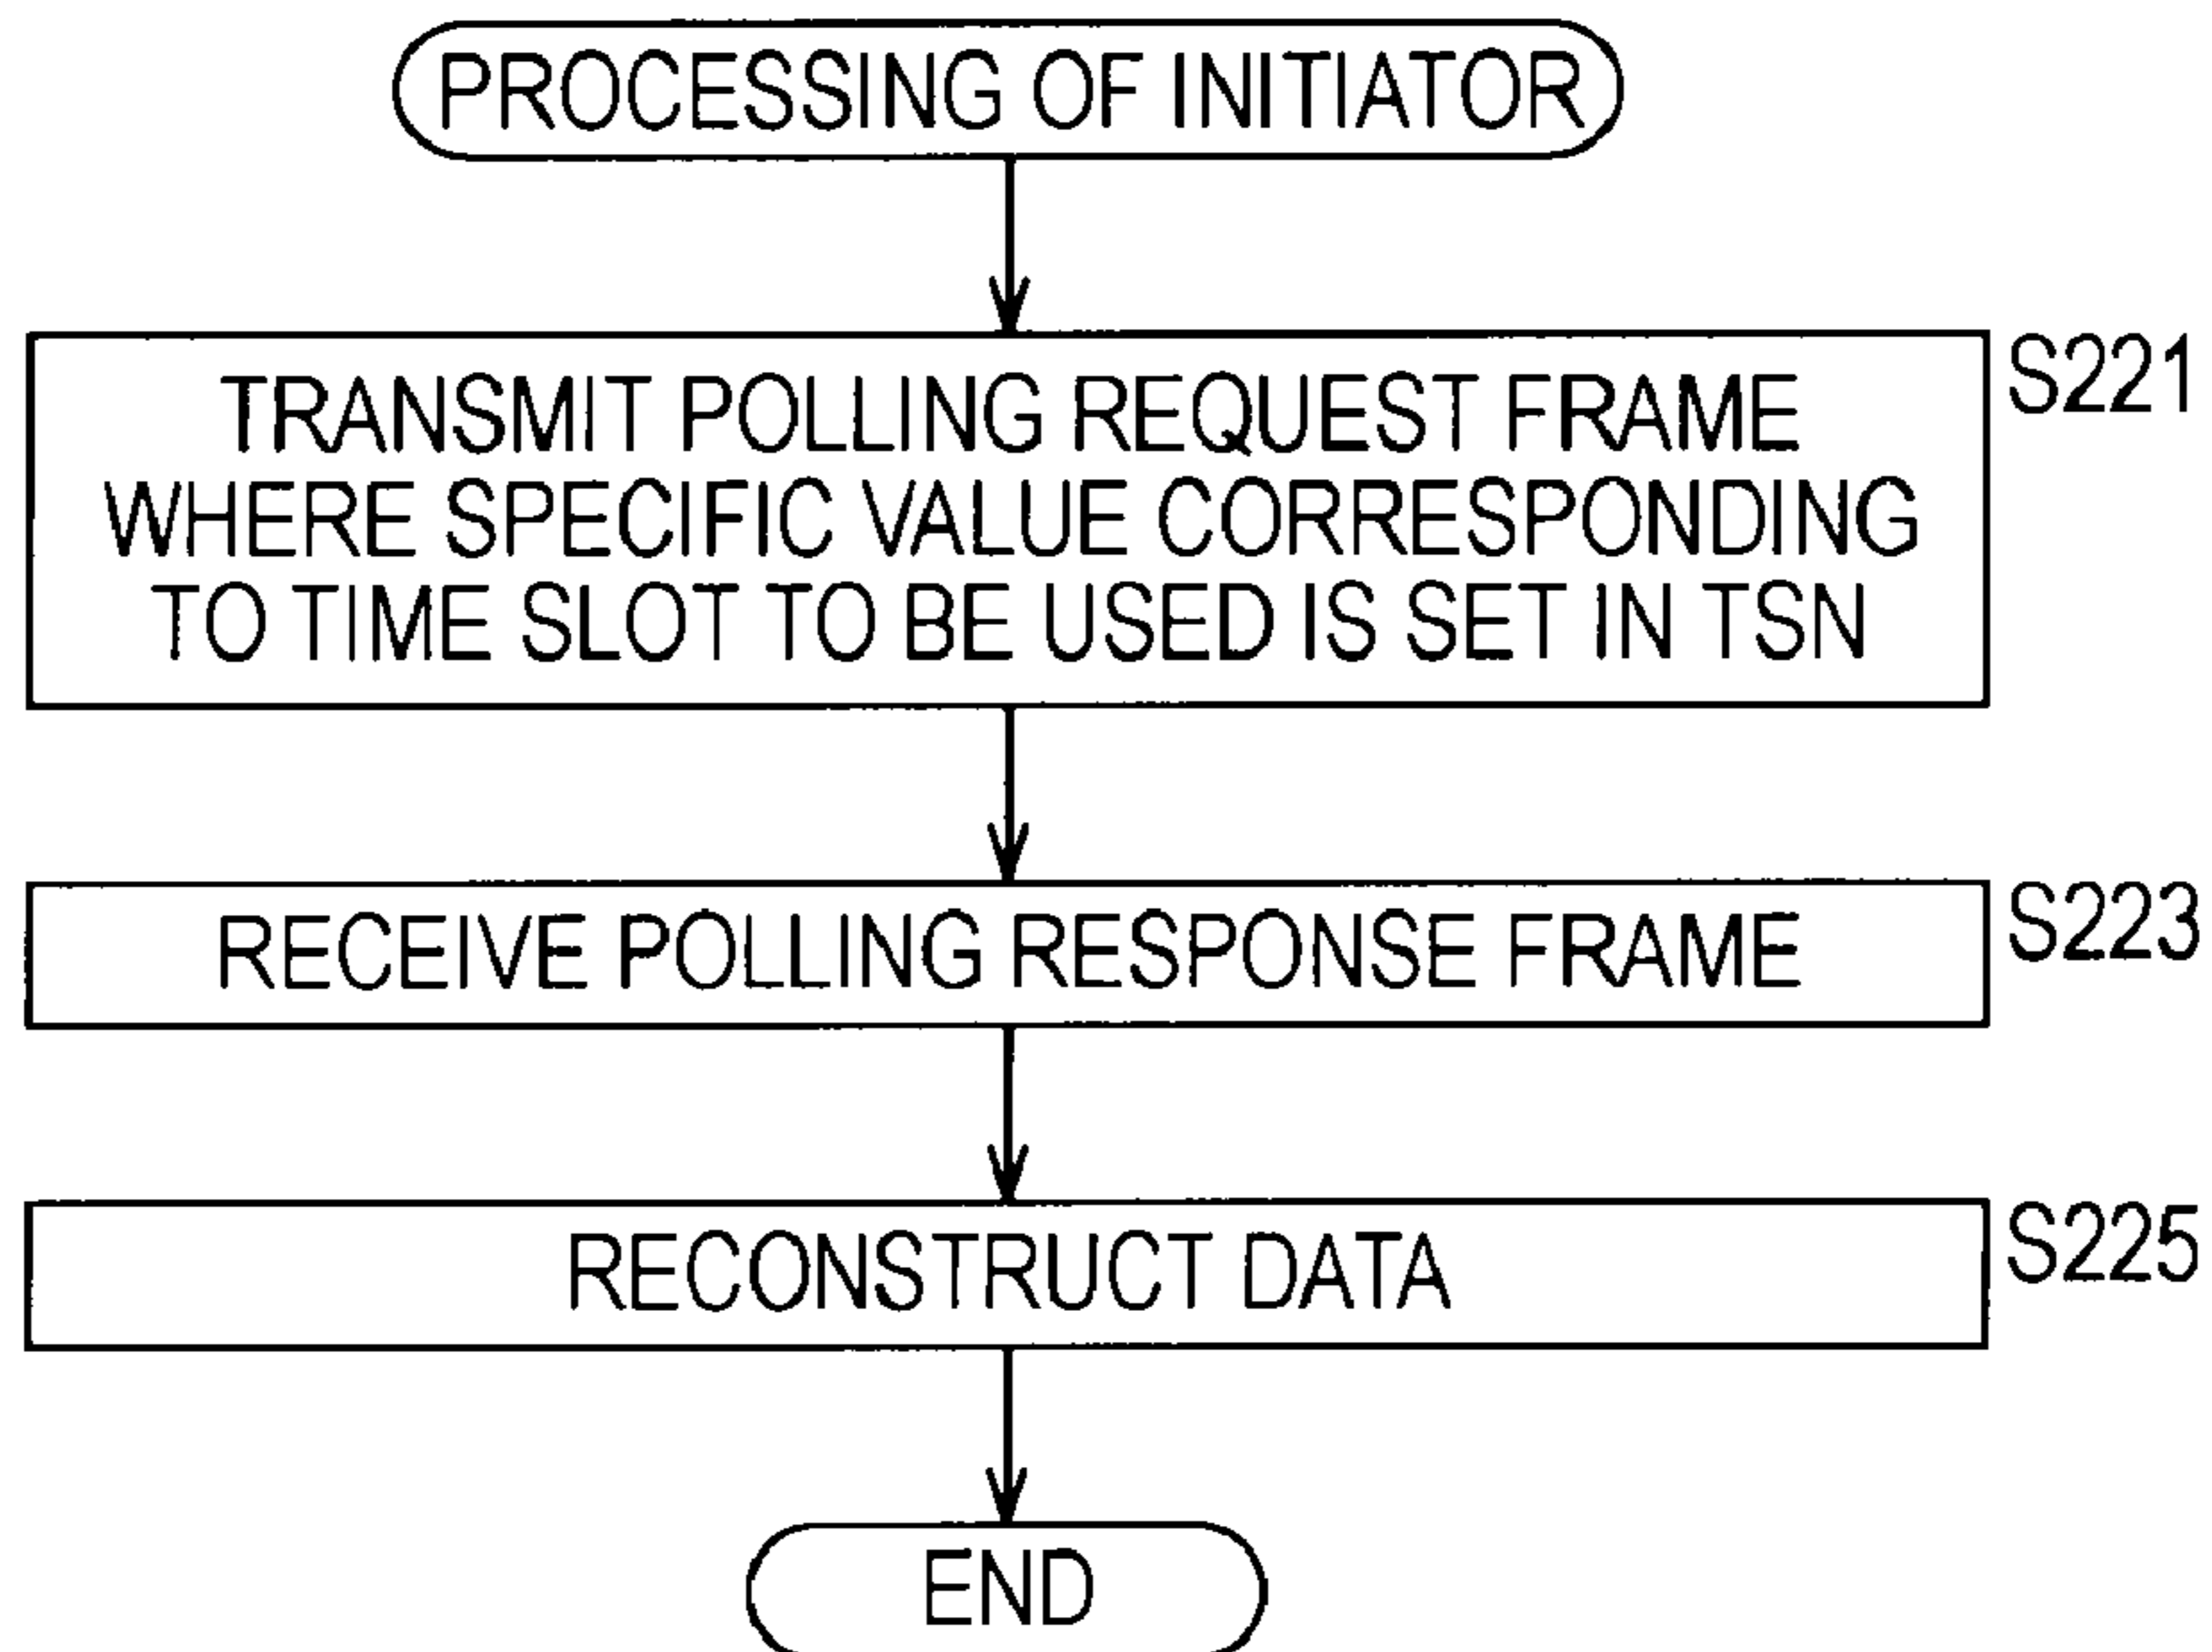 PROCESSING OF INITIATOR
TRANSMIT POLLING REQUEST FRAME
WHERE SPECIFIC VALUE CORRESPONDING
TO TIME SLOT TO BE USED IS SET IN TSN
S221
RECEIVE POLLING RESPONSE FRAME
S223
RECONSTRUCT DATA
S225
END